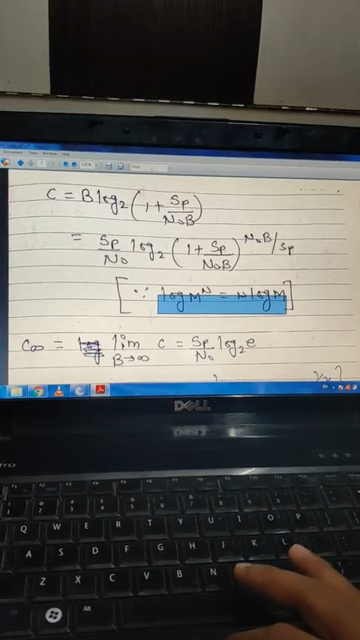 C = B log₂ (1 + Sp/N₀B)
= Sp/N₀ log₂ (1 + Sp/N₀B)^(N₀B/Sp)
[∵ log M^N = N log M]
C∞ = lim B→∞ C = Sp/N₀ log₂ e
DELL
Q W E R T Y U I O P
A S D F G H J K L
Z X C V B N